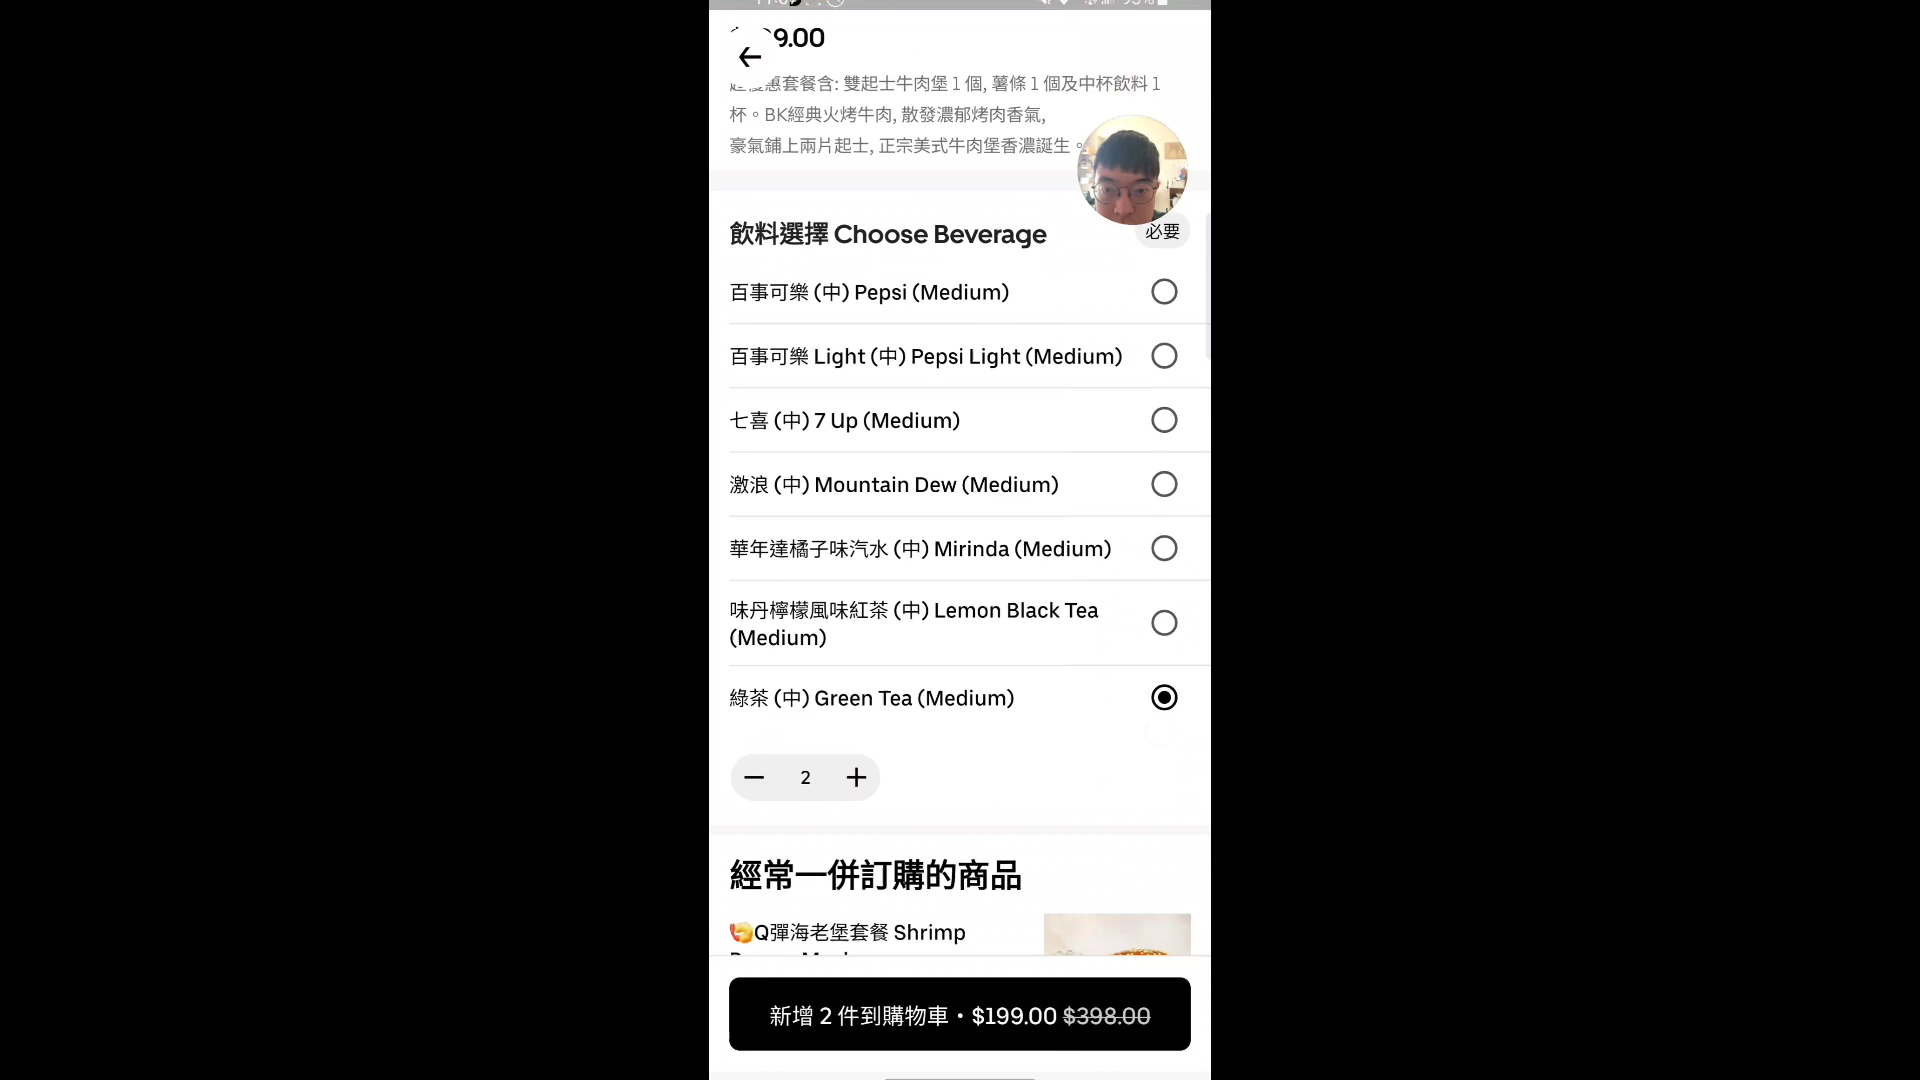 9.00
惠套餐含: 雙起士牛肉堡 1 個, 薯條 1 個及中杯飲料 1
杯。BK經典火烤牛肉, 散發濃郁烤肉香氣,
豪氣鋪上兩片起士, 正宗美式牛肉堡香濃誕生。
飲料選擇 Choose Beverage
必要
百事可樂 (中) Pepsi (Medium)
百事可樂 Light (中) Pepsi Light (Medium)
七喜 (中) 7 Up (Medium)
激浪 (中) Mountain Dew (Medium)
華年達橘子味汽水 (中) Mirinda (Medium)
味丹檸檬風味紅茶 (中) Lemon Black Tea
(Medium)
綠茶 (中) Green Tea (Medium)
2
經常一併訂購的商品
Q彈海老堡套餐 Shrimp
新增 2 件到購物車・$199.00 $398.00